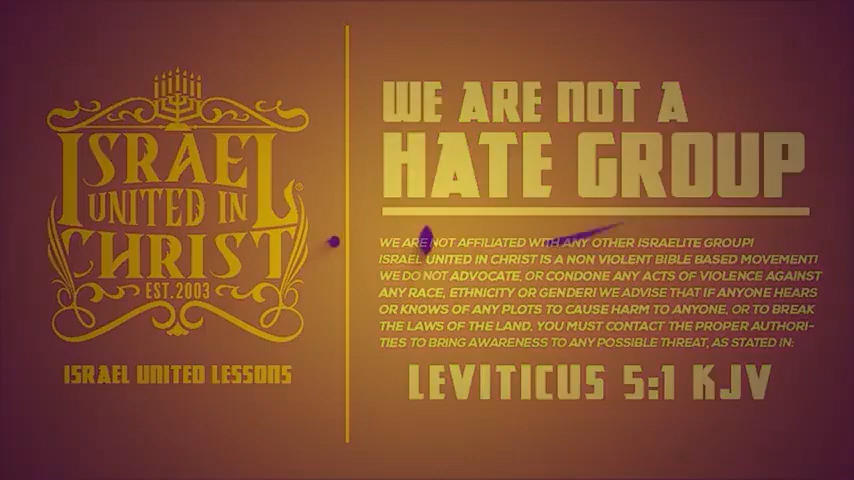 ISRAEL
UNITED IN
CHRIST®
EST. 2003
ISRAEL UNITED LESSONS
WE ARE NOT A
HATE GROUP
WE ARE NOT AFFILIATED WITH ANY OTHER ISRAELITE GROUP!
ISRAEL UNITED IN CHRIST IS A NON VIOLENT BIBLE BASED MOVEMENT!
WE DO NOT ADVOCATE, OR CONDONE ANY ACTS OF VIOLENCE AGAINST
ANY RACE, ETHNICITY OR GENDER! WE ADVISE THAT IF ANYONE HEARS
OR KNOWS OF ANY PLOTS TO CAUSE HARM TO ANYONE, OR TO BREAK
THE LAWS OF THE LAND. YOU MUST CONTACT THE PROPER AUTHORI-
TIES TO BRING AWARENESS TO ANY POSSIBLE THREAT, AS STATED IN:
LEVITICUS 5:1 KJV